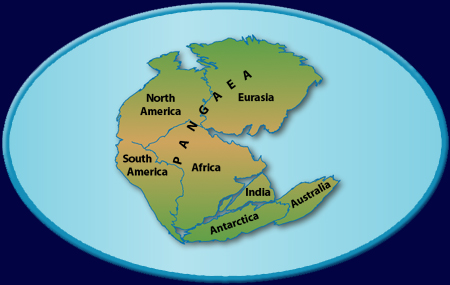 PANGAEA
North
America
Eurasia
South
America
Africa
India
Antarctica
Australia